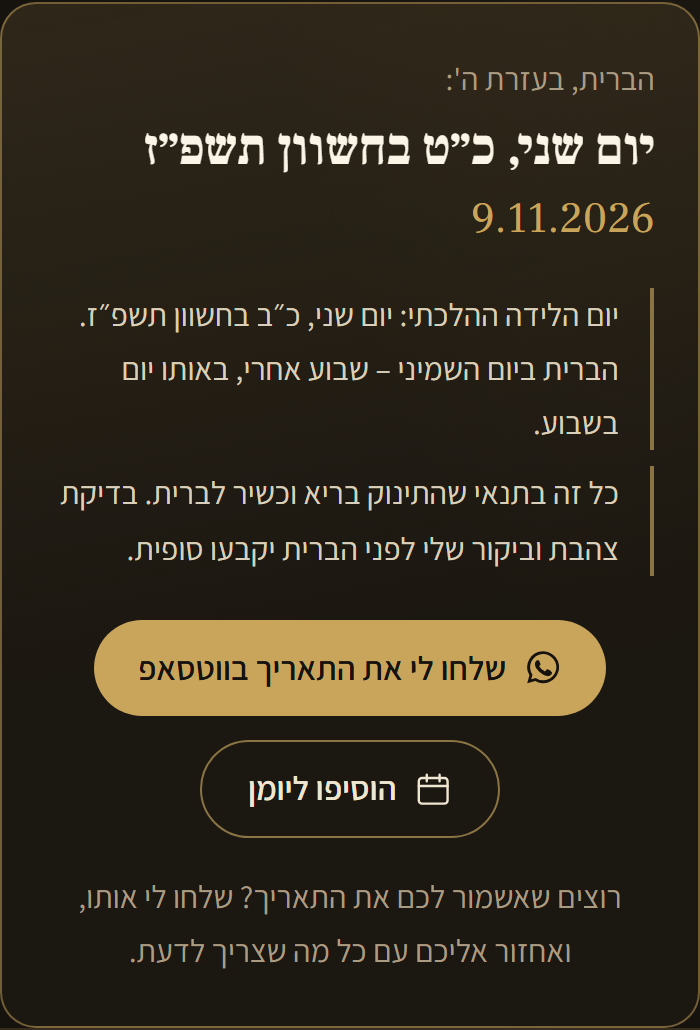 הברית, בעזרת ה':
יום שני, כ״ט בחשוון תשפ״ז
9.11.2026
יום הלידה ההלכתי: יום שני, כ״ב בחשוון תשפ״ז.
הברית ביום השמיני – שבוע אחרי, באותו יום
בשבוע.
כל זה בתנאי שהתינוק בריא וכשיר לברית. בדיקת
צהבת וביקור שלי לפני הברית יקבעו סופית.
שלחו לי את התאריך בווטסאפ
הוסיפו ליומן
רוצים שאשמור לכם את התאריך? שלחו לי אותו,
ואחזור אליכם עם כל מה שצריך לדעת.